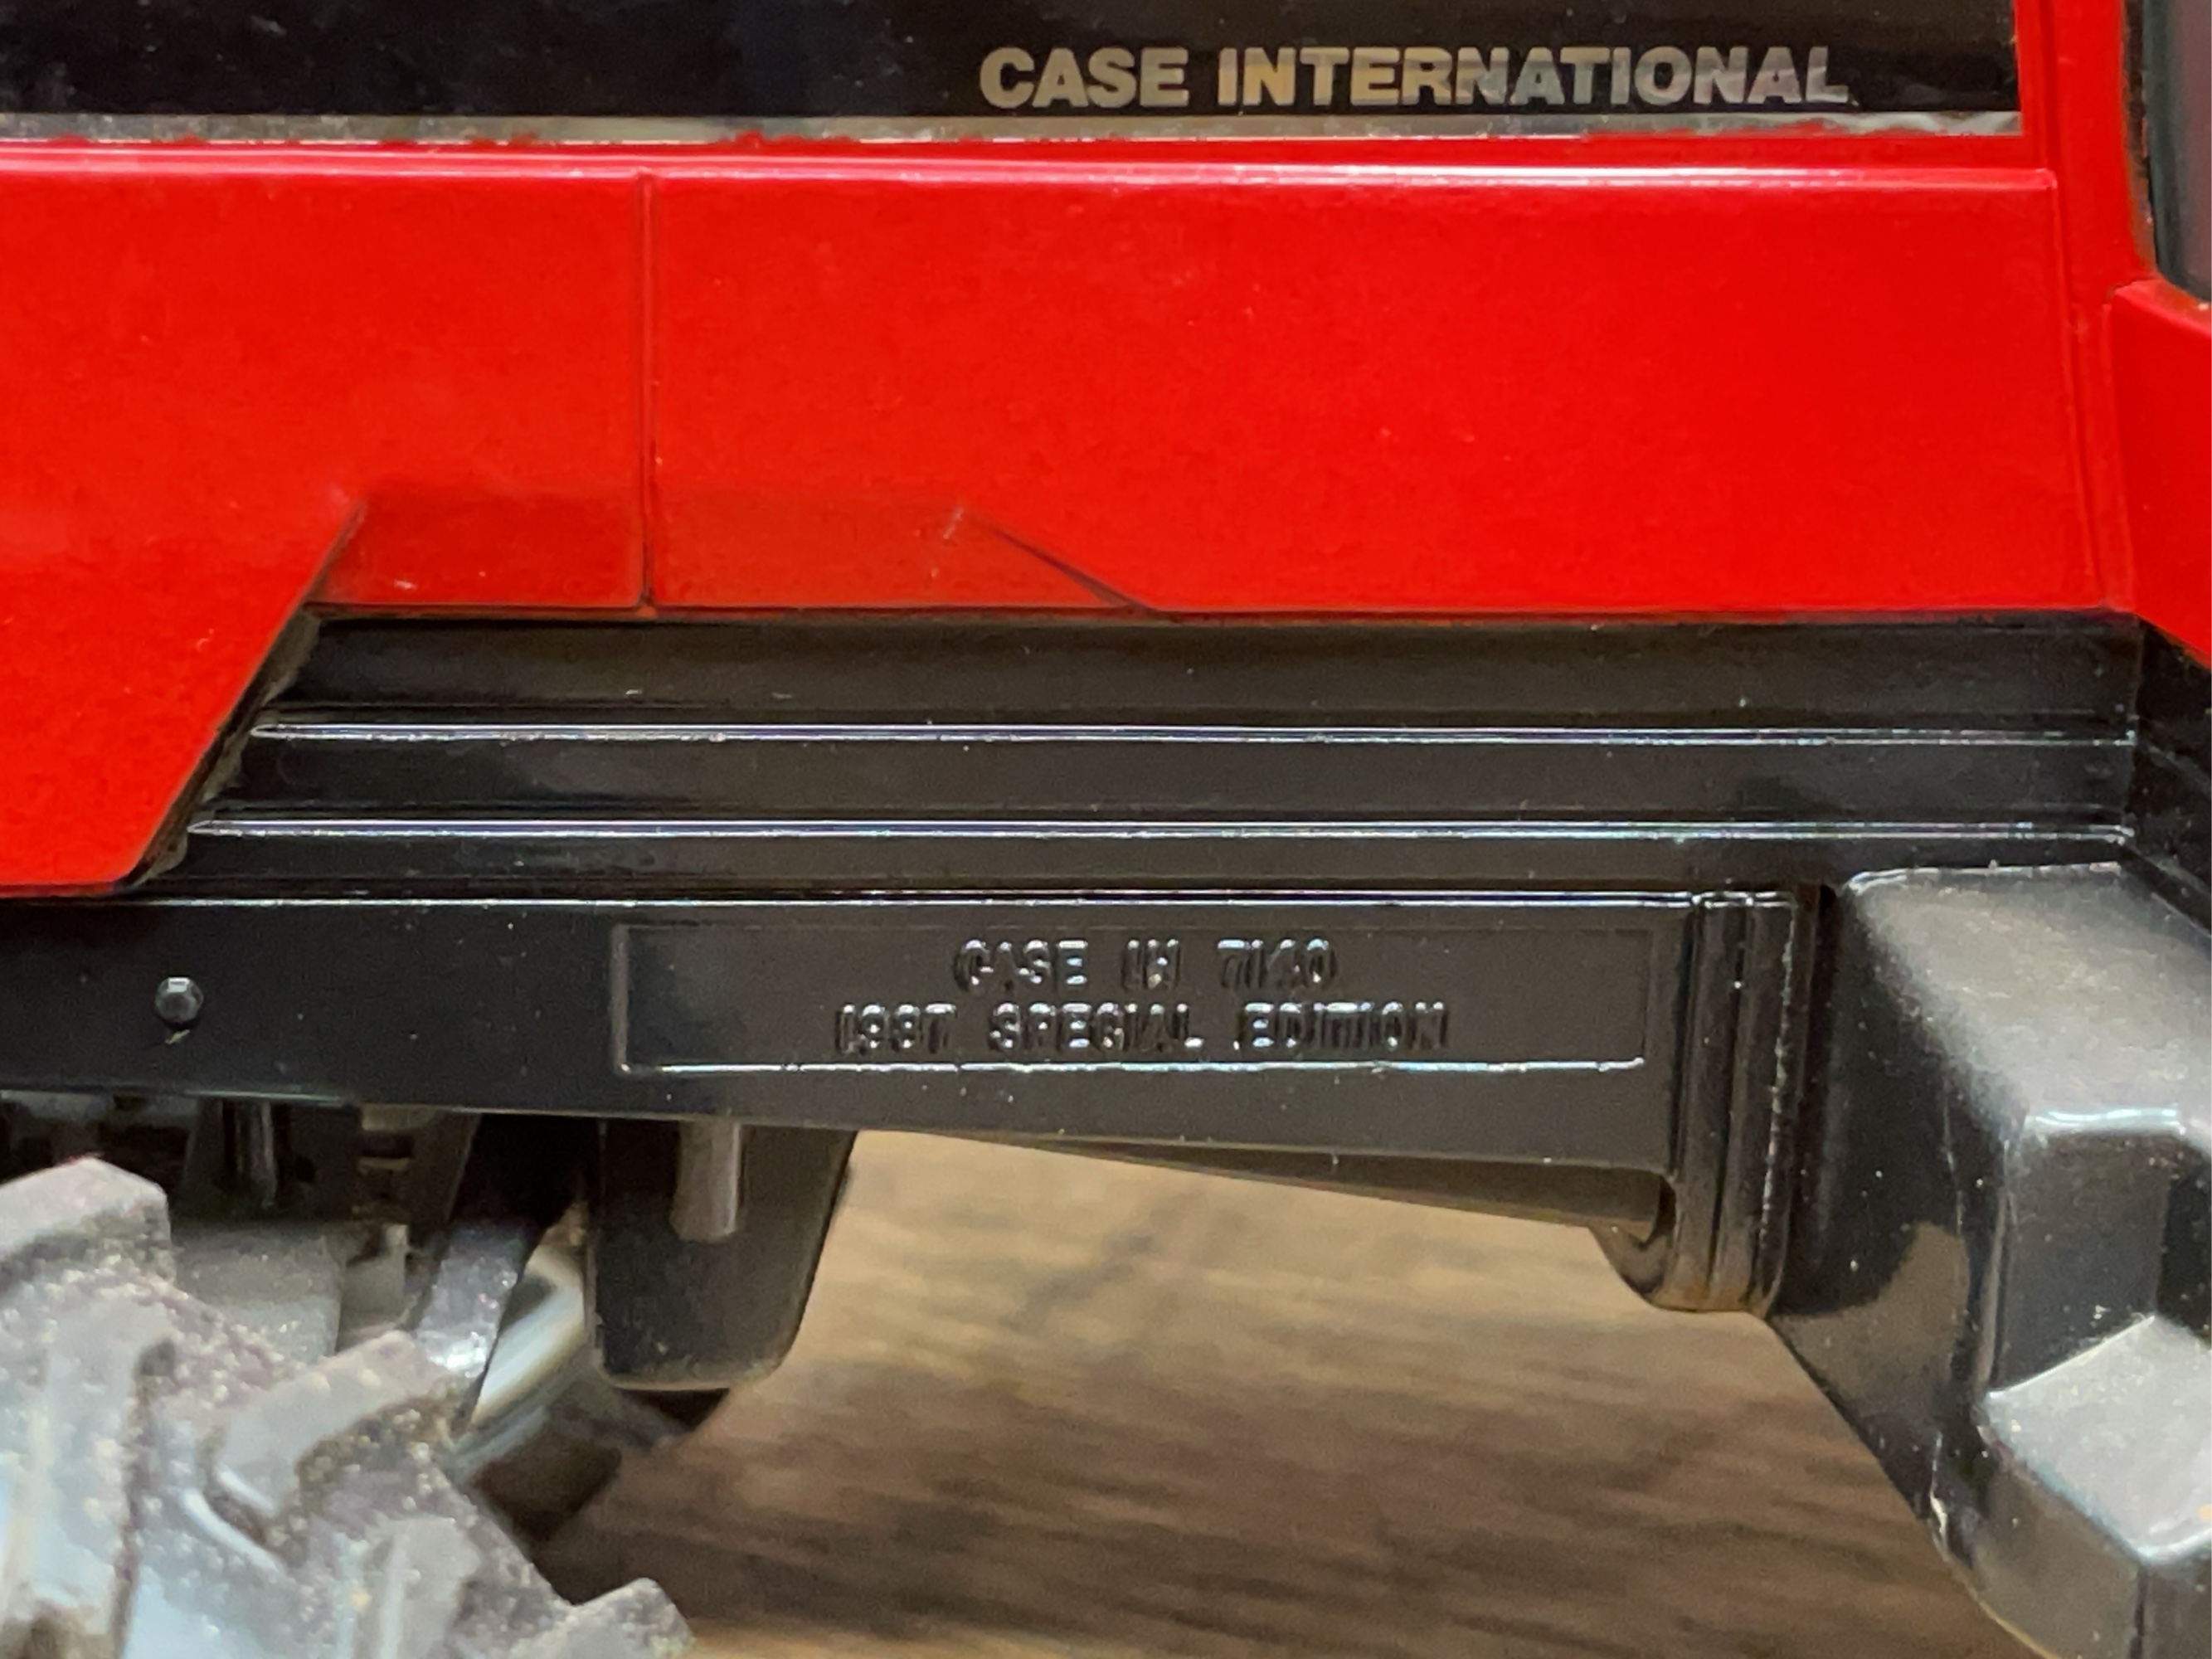 CASE INTERNATIONAL
CASE IH 7140
1987 SPECIAL EDITION